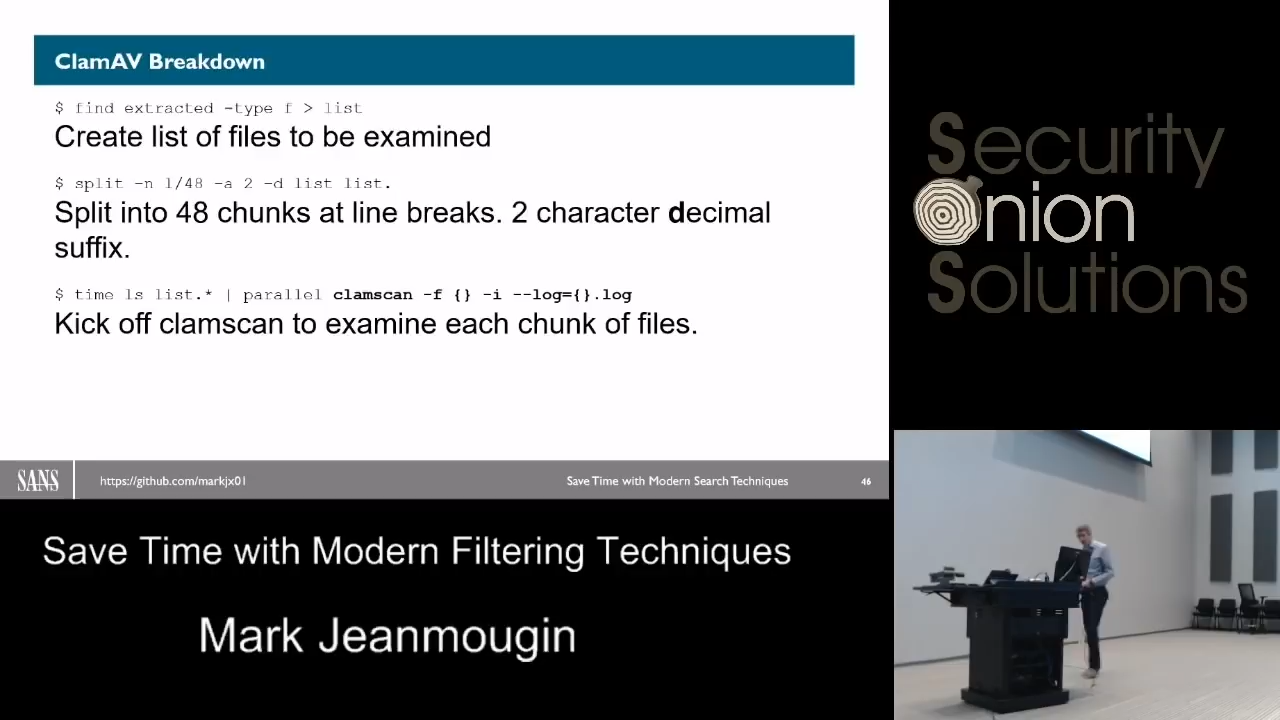 ClamAV Breakdown
$ find extracted -type f > list
Create list of files to be examined
$ split -n l/48 -a 2 -d list list.
Split into 48 chunks at line breaks. 2 character decimal
suffix.
$ time ls list.* | parallel clamscan -f {} -i --log={}.log
Kick off clamscan to examine each chunk of files.
SANS
https://github.com/markjx01
Save Time with Modern Search Techniques
46
Security
Onion
Solutions
Save Time with Modern Filtering Techniques
Mark Jeanmougin